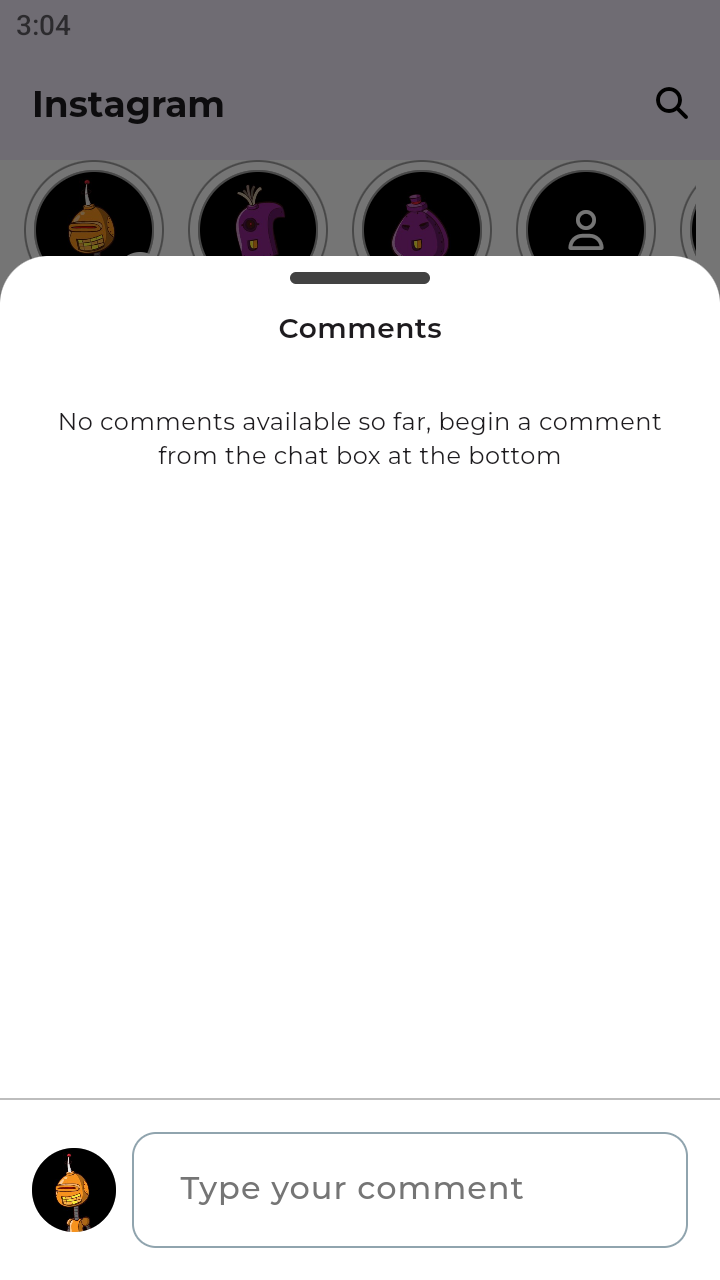 3:04
Instagram
Comments
No comments available so far, begin a comment
from the chat box at the bottom
Type your comment